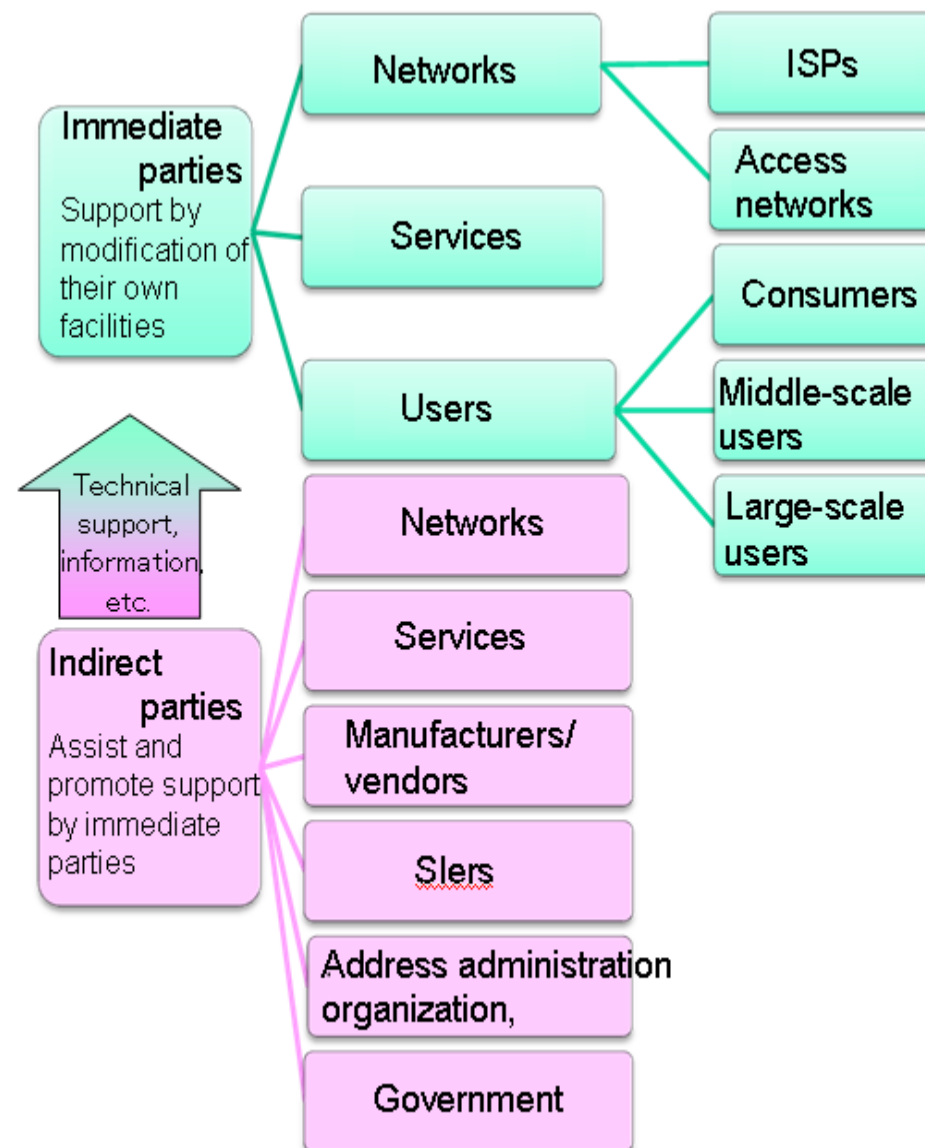 Networks
ISPs
Immediate
parties
Support by
modification of
their own
facilities
Access
networks
Services
Consumers
Users
Middle-scale
users
Large-scale
users
Technical
support,
information,
etc.
Networks
Services
Indirect
parties
Assist and
promote support
by immediate
parties
Manufacturers/
vendors
SIers
Address administration
organization,
Government